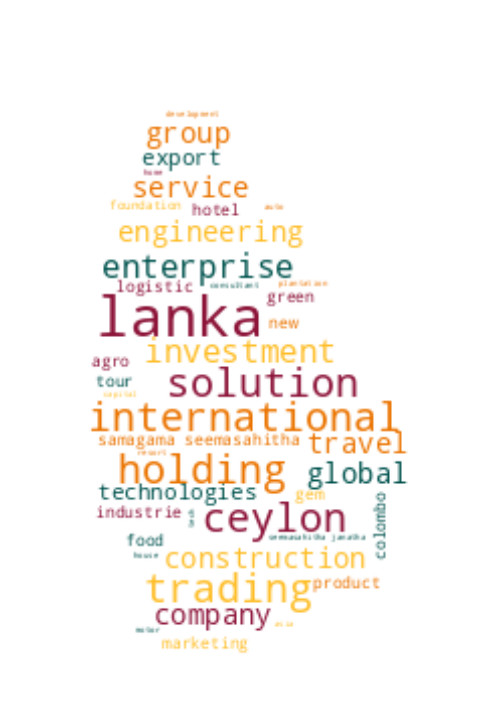 development
group
export
home
service
foundation
hotel
auto
engineering
enterprise
logistic
consultant
plantation
green
lanka
new
investment
agro
tour
solution
capital
international
samagama seemasahitha
travel
resort
holding
global
technologies
gem
industrie
ceylon
colombo
food
seemasahitha janatha
house
construction
trading
product
company
motor
asia
marketing